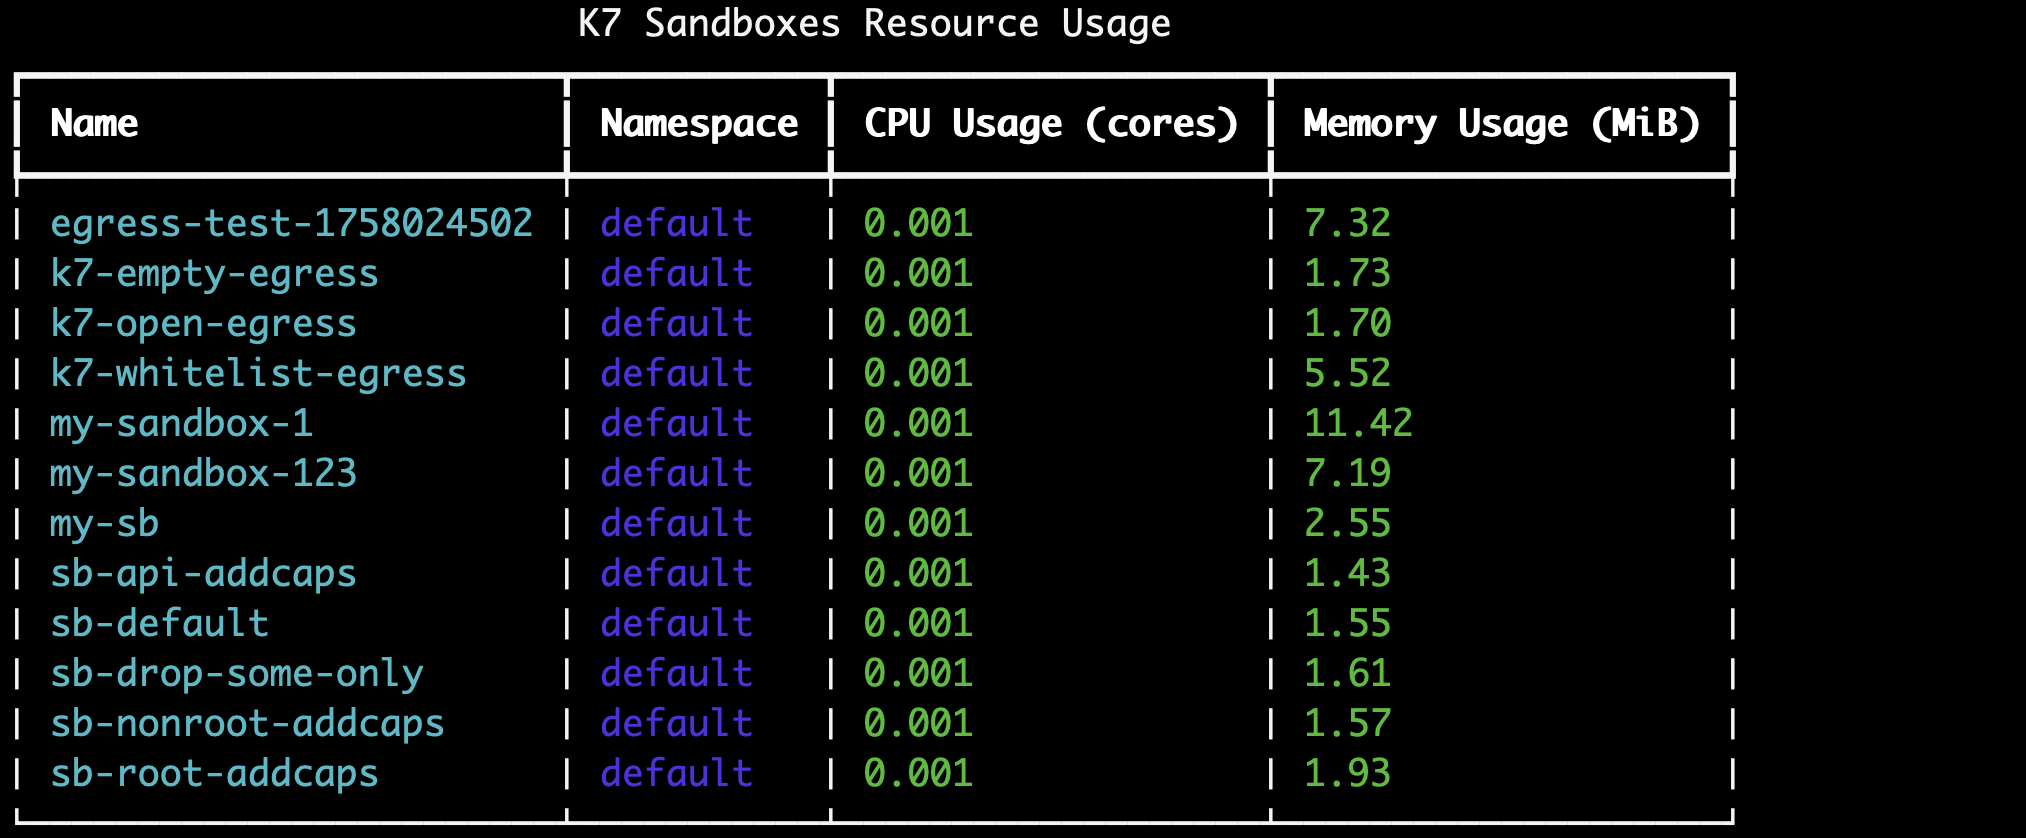 K7 Sandboxes Resource Usage
Name Namespace CPU Usage (cores) Memory Usage (MiB)
egress-test-1758024502 default 0.001 7.32
k7-empty-egress default 0.001 1.73
k7-open-egress default 0.001 1.70
k7-whitelist-egress default 0.001 5.52
my-sandbox-1 default 0.001 11.42
my-sandbox-123 default 0.001 7.19
my-sb default 0.001 2.55
sb-api-addcaps default 0.001 1.43
sb-default default 0.001 1.55
sb-drop-some-only default 0.001 1.61
sb-nonroot-addcaps default 0.001 1.57
sb-root-addcaps default 0.001 1.93